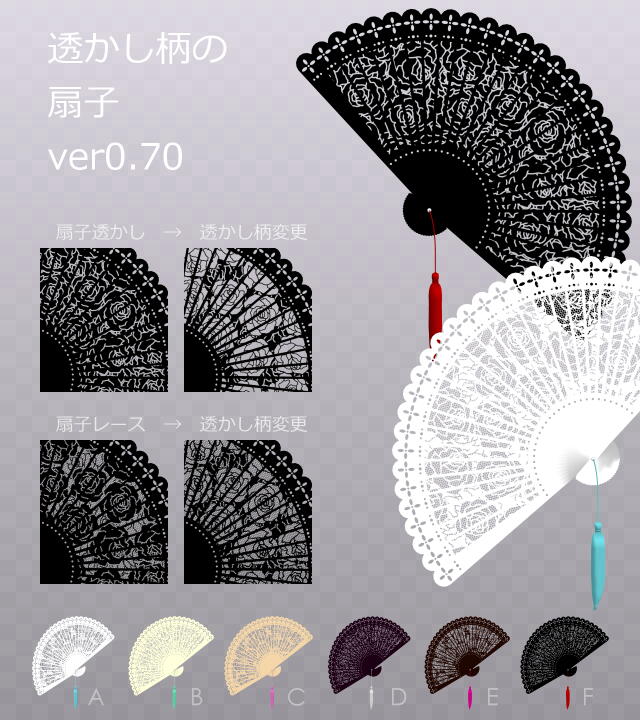 透かし柄の
扇子
ver0.70
扇子透かし → 透かし柄変更
扇子レース → 透かし柄変更
A B C D E F